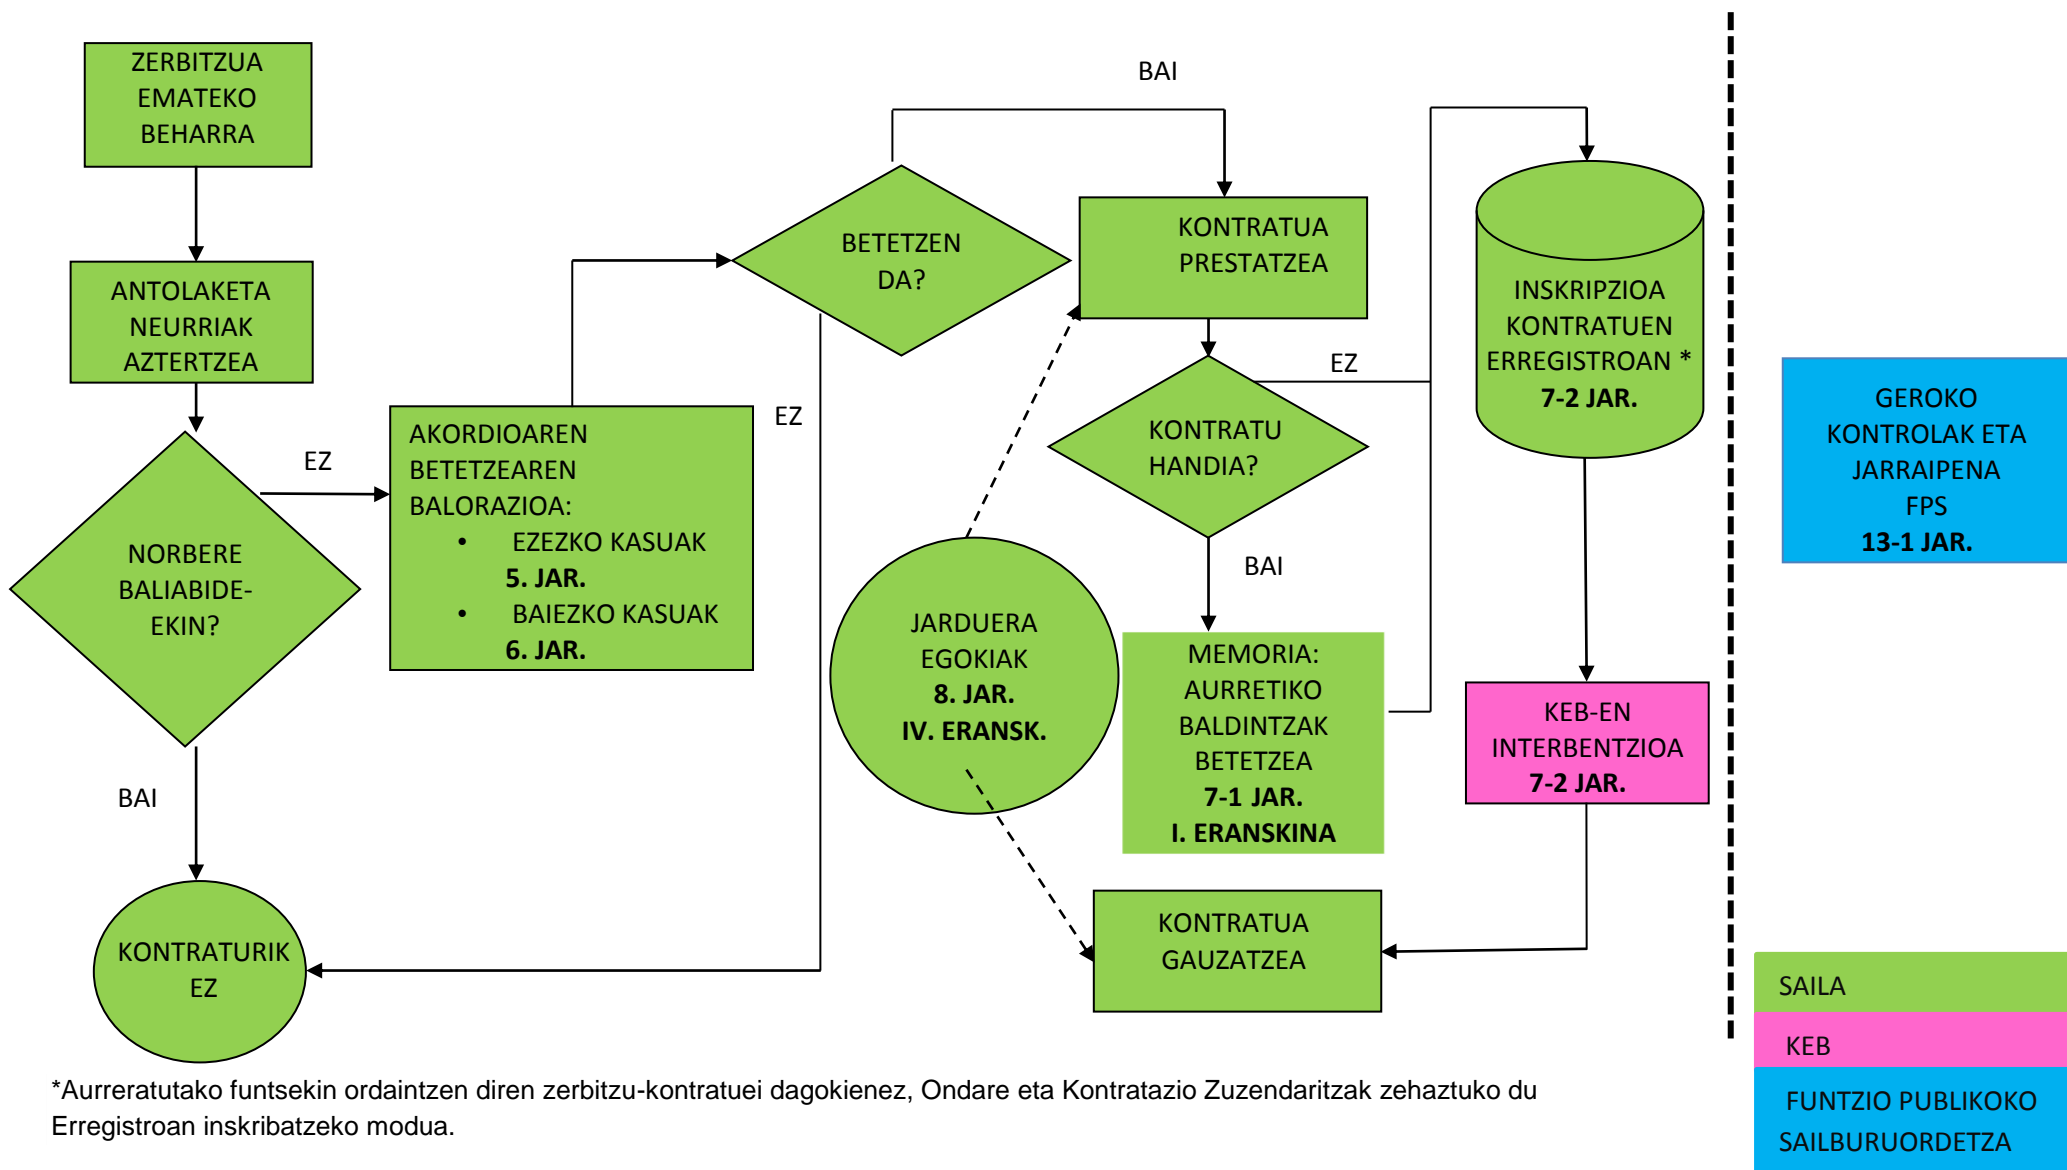 ZERBITZUA
EMATEKO
BEHARRA
ANTOLAKETA
NEURRIAK
AZTERTZEA
NORBERE
BALIABIDE-
EKIN?
BAI
KONTRATURIK
EZ
EZ
AKORDIOAREN
BETETZEAREN
BALORAZIOA:
• EZEZKO KASUAK
5. JAR.
• BAIEZKO KASUAK
6. JAR.
BETETZEN
DA?
EZ
BAI
KONTRATUA
PRESTATZEA
KONTRATU
HANDIA?
EZ
BAI
JARDUERA
EGOKIAK
8. JAR.
IV. ERANSK.
MEMORIA:
AURRETIKO
BALDINTZAK
BETETZEA
7-1 JAR.
I. ERANSKINA
KONTRATUA
GAUZATZEA
INSKRIPZIOA
KONTRATUEN
ERREGISTROAN *
7-2 JAR.
KEB-EN
INTERBENTZIOA
7-2 JAR.
GEROKO
KONTROLAK ETA
JARRAIPENA
FPS
13-1 JAR.
SAILA
KEB
FUNTZIO PUBLIKOKO
SAILBURUORDETZA
*Aurreratutako funtsekin ordaintzen diren zerbitzu-kontratuei dagokienez, Ondare eta Kontratazio Zuzendaritzak zehaztuko du
Erregistroan inskribatzeko modua.